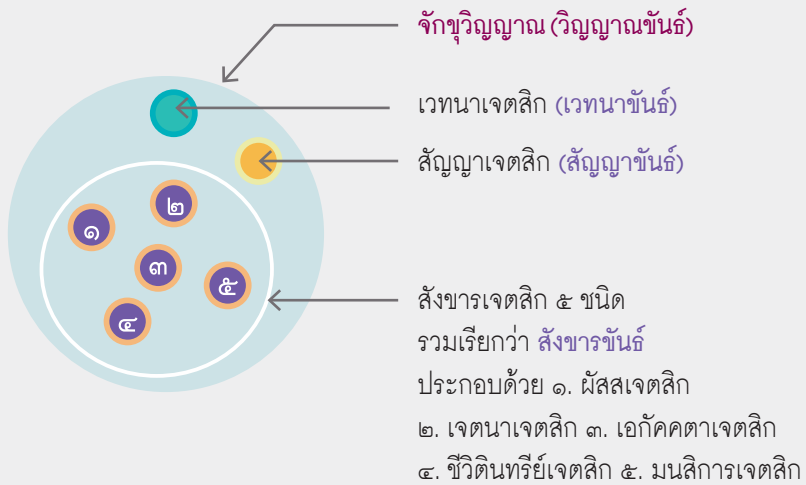 จักขุวิญญาณ (วิญญาณขันธ์)
เวทนาเจตสิก (เวทนาขันธ์)
สัญญาเจตสิก (สัญญาขันธ์)
๑
๒
๓
๔
๕
สังขารเจตสิก ๕ ชนิด
รวมเรียกว่า สังขารขันธ์
ประกอบด้วย ๑. ผัสสเจตสิก
๒. เจตนาเจตสิก ๓. เอกัคคตาเจตสิก
๔. ชีวิตินทรีย์เจตสิก ๕. มนสิการเจตสิก